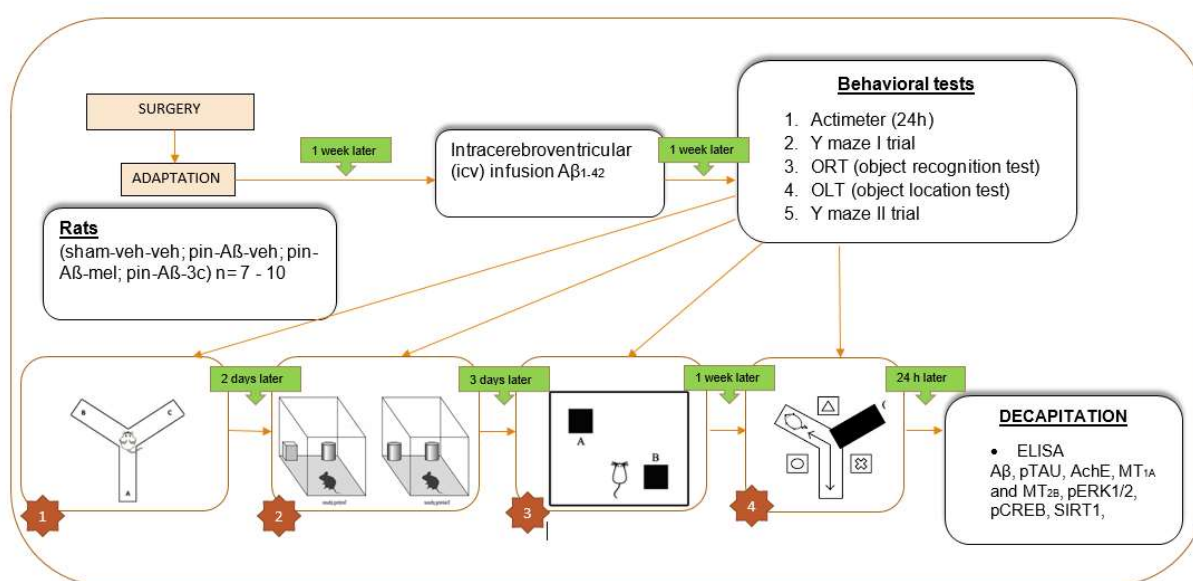 SURGERY
ADAPTATION
1 week later
Intracerebroventricular
(icv) infusion Aβ1-42
1 week later
Behavioral tests
1. Actimeter (24h)
2. Y maze I trial
3. ORT (object recognition test)
4. OLT (object location test)
5. Y maze II trial
Rats
(sham-veh-veh; pin-Aß-veh; pin-
Aß-mel; pin-Aß-3c) n= 7 - 10
2 days later
3 days later
1 week later
24 h later
B
C
A
1
2
A
B
3
4
DECAPITATION
• ELISA
Aβ, pTAU, AchE, MT1A
and MT2B, pERK1/2,
pCREB, SIRT1,